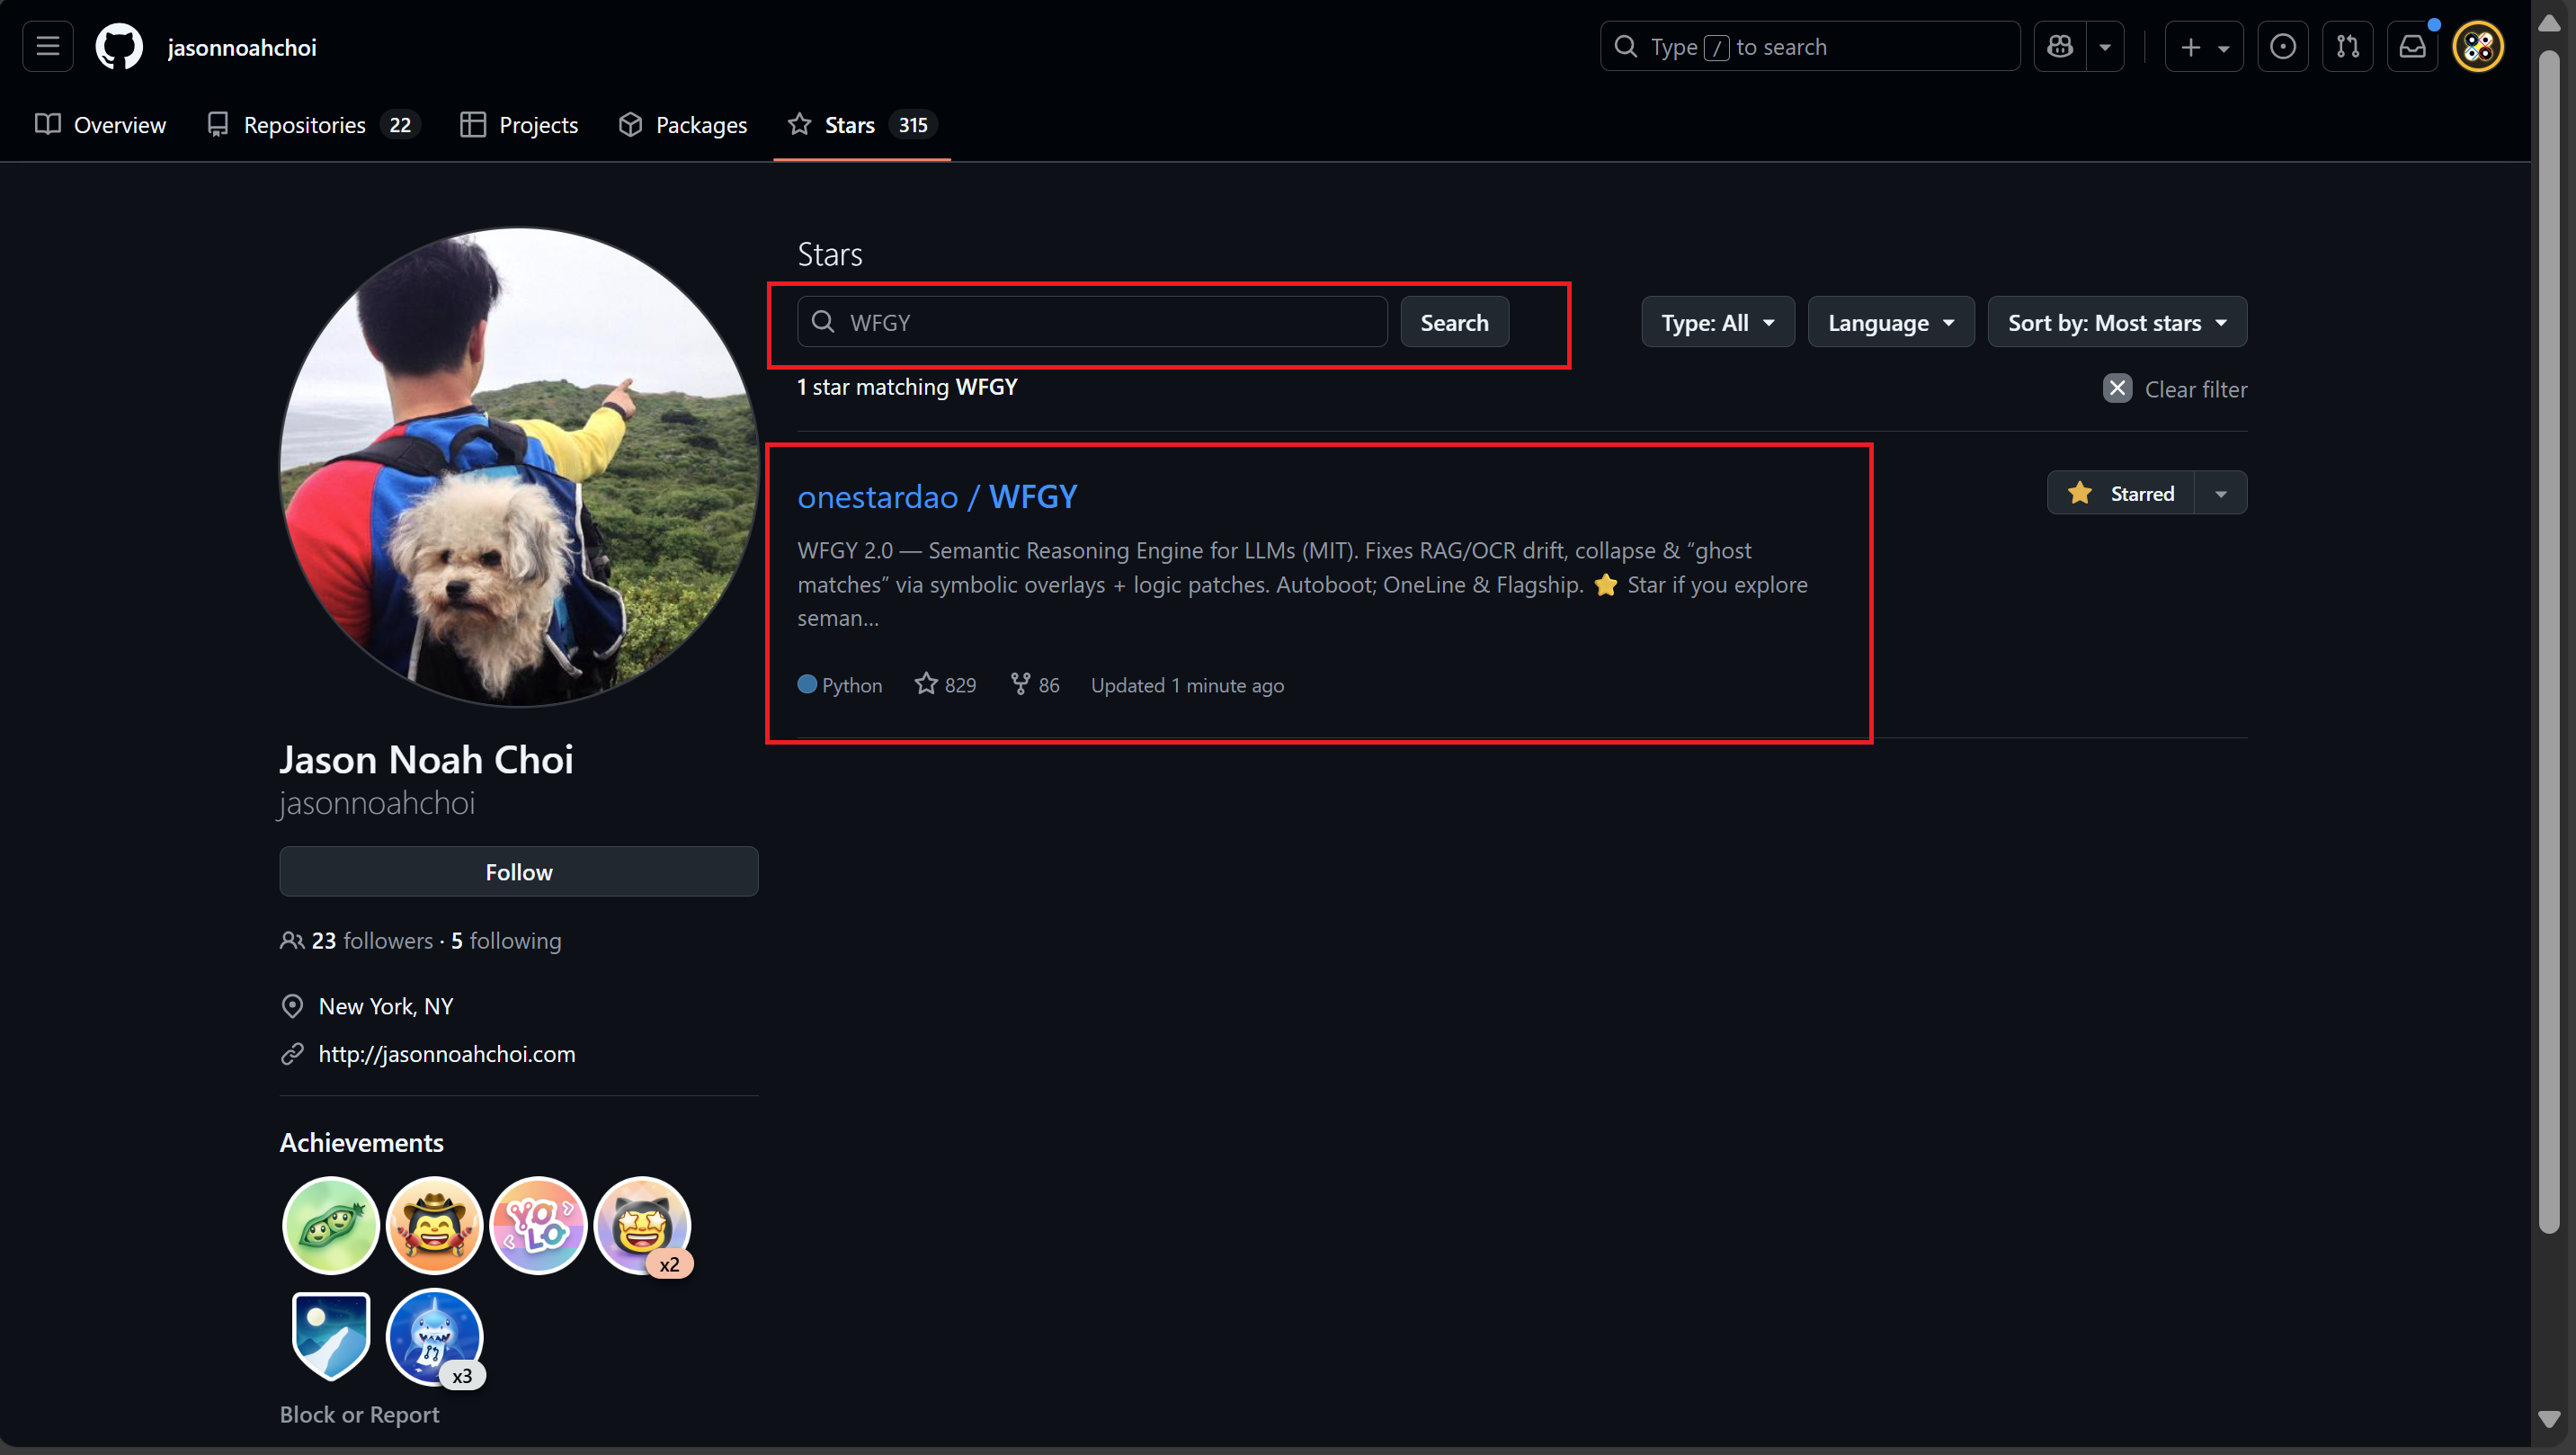 jasonnoahchoi
Type / to search
Overview
Repositories 22
Projects
Packages
Stars 315
Stars
WFGY
Search
Type: All
Language
Sort by: Most stars
1 star matching WFGY
Clear filter
onestardao / WFGY
Starred
WFGY 2.0 — Semantic Reasoning Engine for LLMs (MIT). Fixes RAG/OCR drift, collapse & “ghost
matches” via symbolic overlays + logic patches. Autoboot; OneLine & Flagship. ⭐ Star if you explore
seman...
Python 829 86 Updated 1 minute ago
Jason Noah Choi
jasonnoahchoi
Follow
23 followers · 5 following
New York, NY
http://jasonnoahchoi.com
Achievements
YOLO
x2
x3
Block or Report